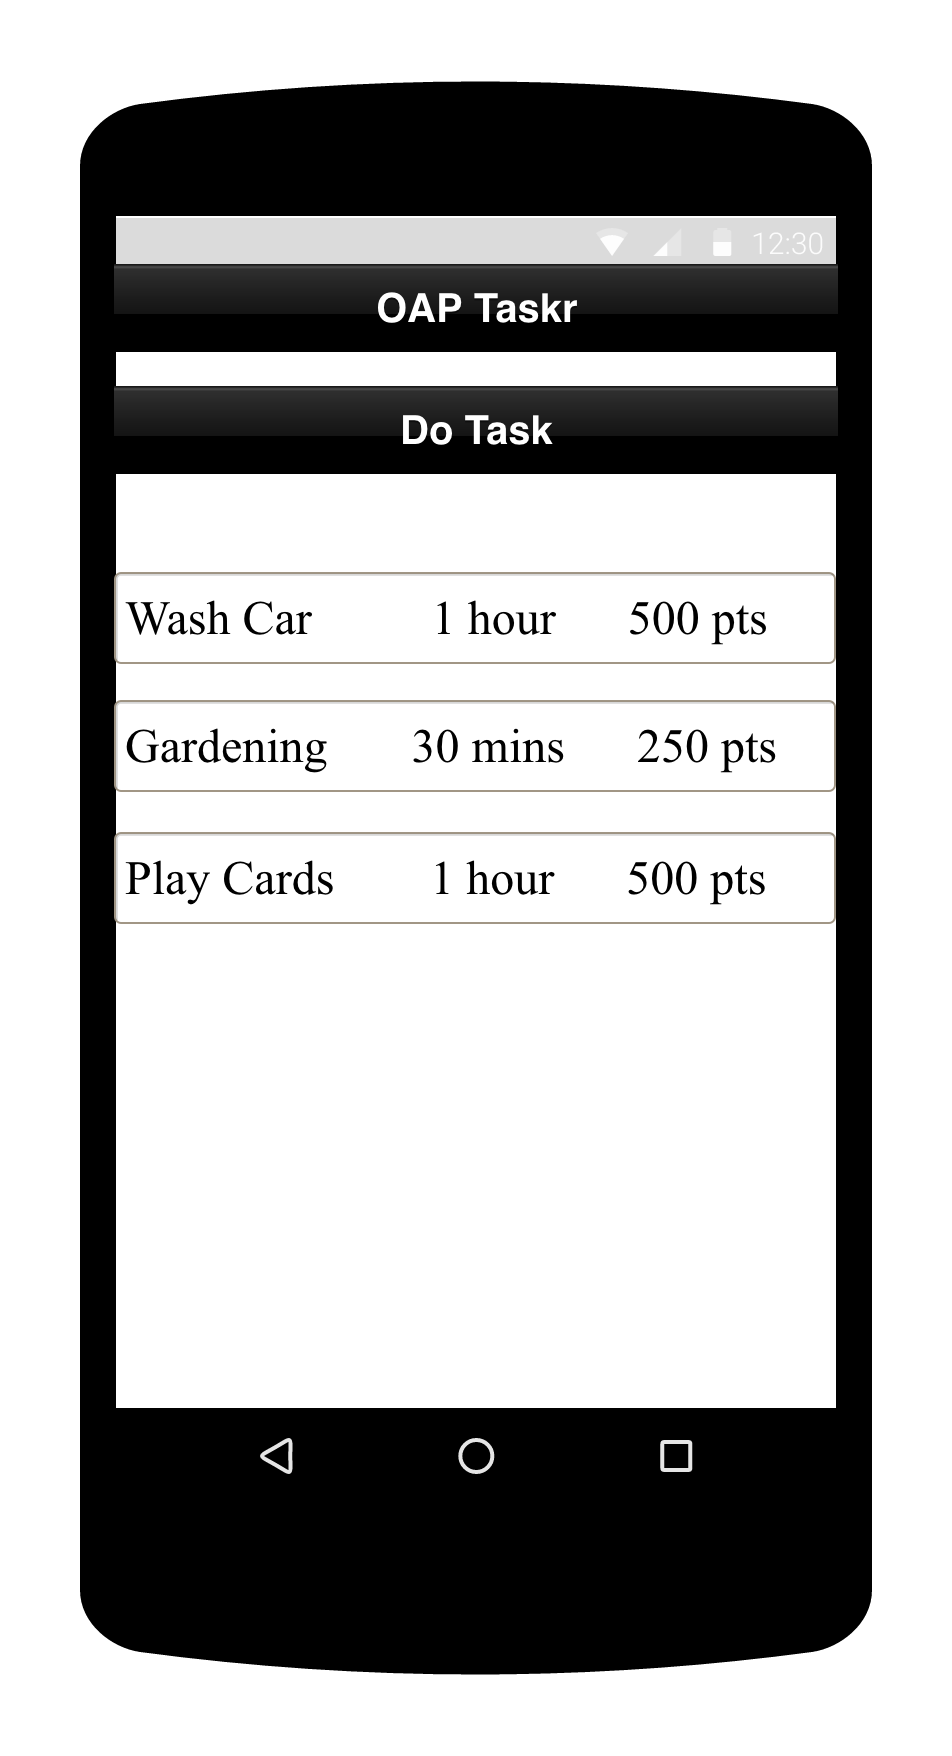 12:30
OAP Taskr
Do Task
Wash Car 1 hour 500 pts
Gardening 30 mins 250 pts
Play Cards 1 hour 500 pts